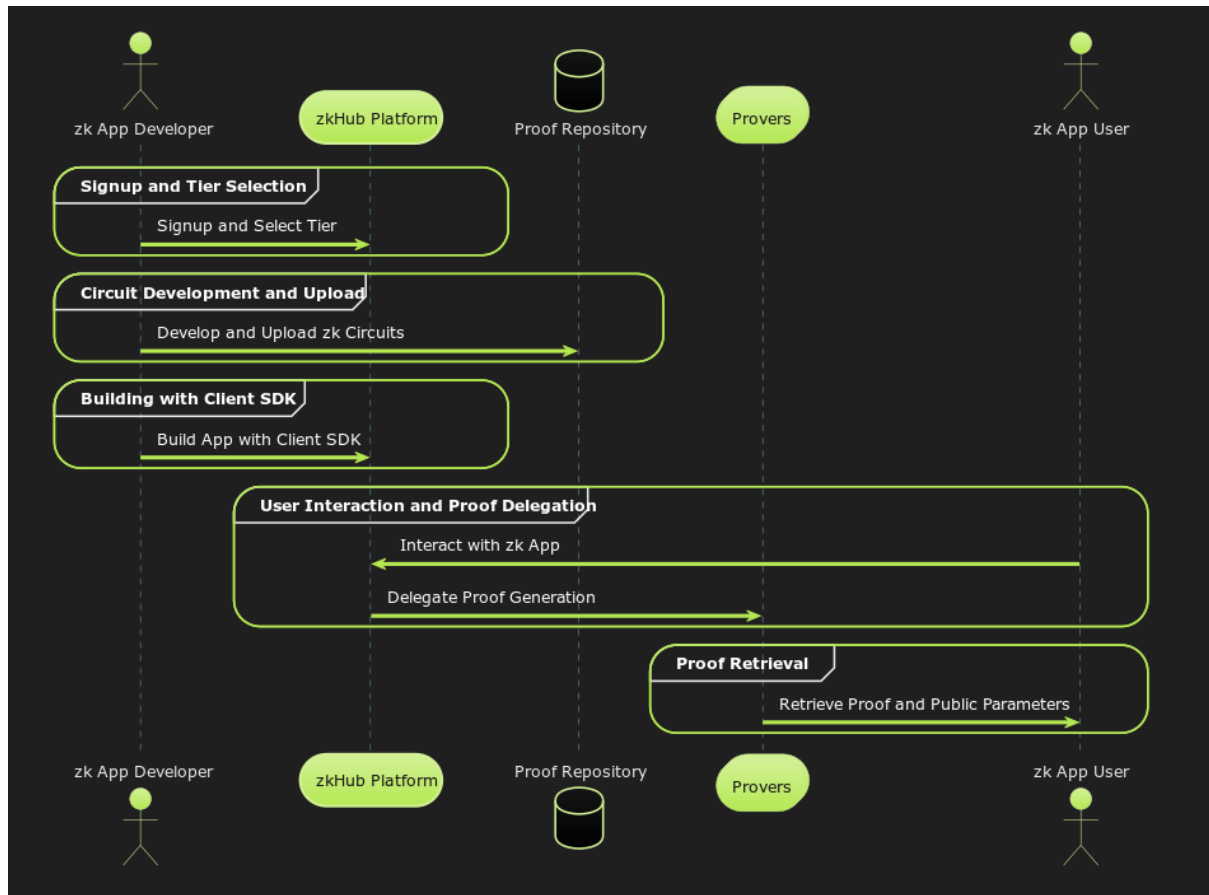 zk App Developer
zkHub Platform
Proof Repository
Provers
zk App User
Signup and Tier Selection
Signup and Select Tier
Circuit Development and Upload
Develop and Upload zk Circuits
Building with Client SDK
Build App with Client SDK
User Interaction and Proof Delegation
Interact with zk App
Delegate Proof Generation
Proof Retrieval
Retrieve Proof and Public Parameters
zk App Developer
zkHub Platform
Proof Repository
Provers
zk App User